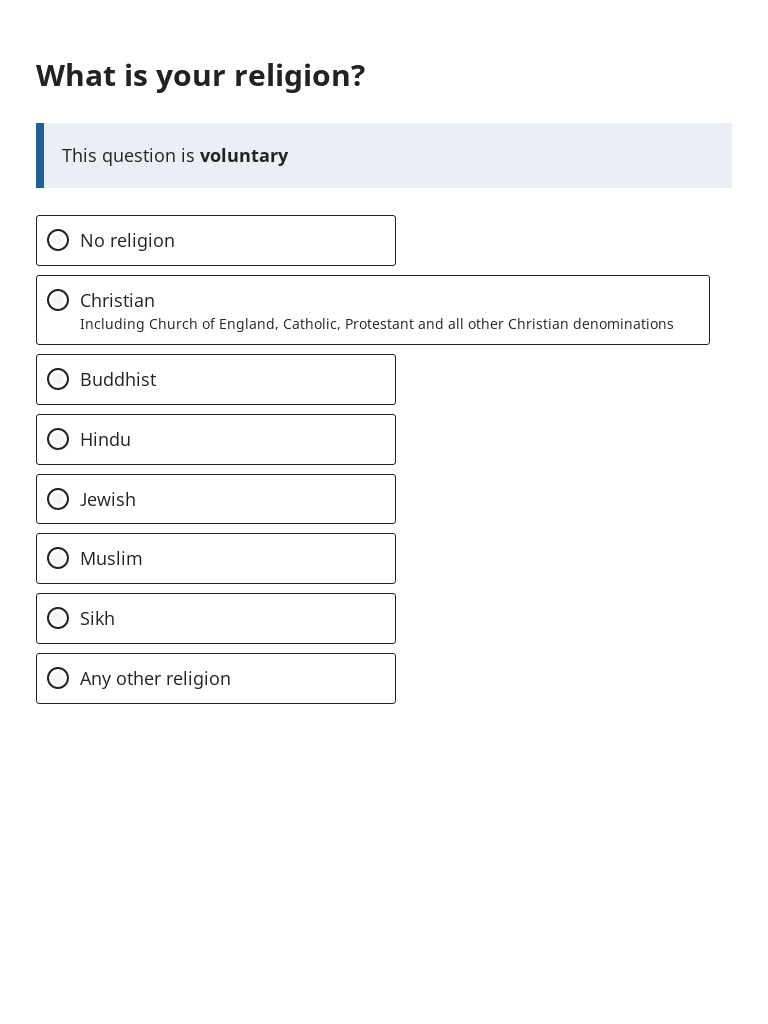 What is your religion?
This question is voluntary
No religion
Christian
Including Church of England, Catholic, Protestant and all other Christian denominations
Buddhist
Hindu
Jewish
Muslim
Sikh
Any other religion